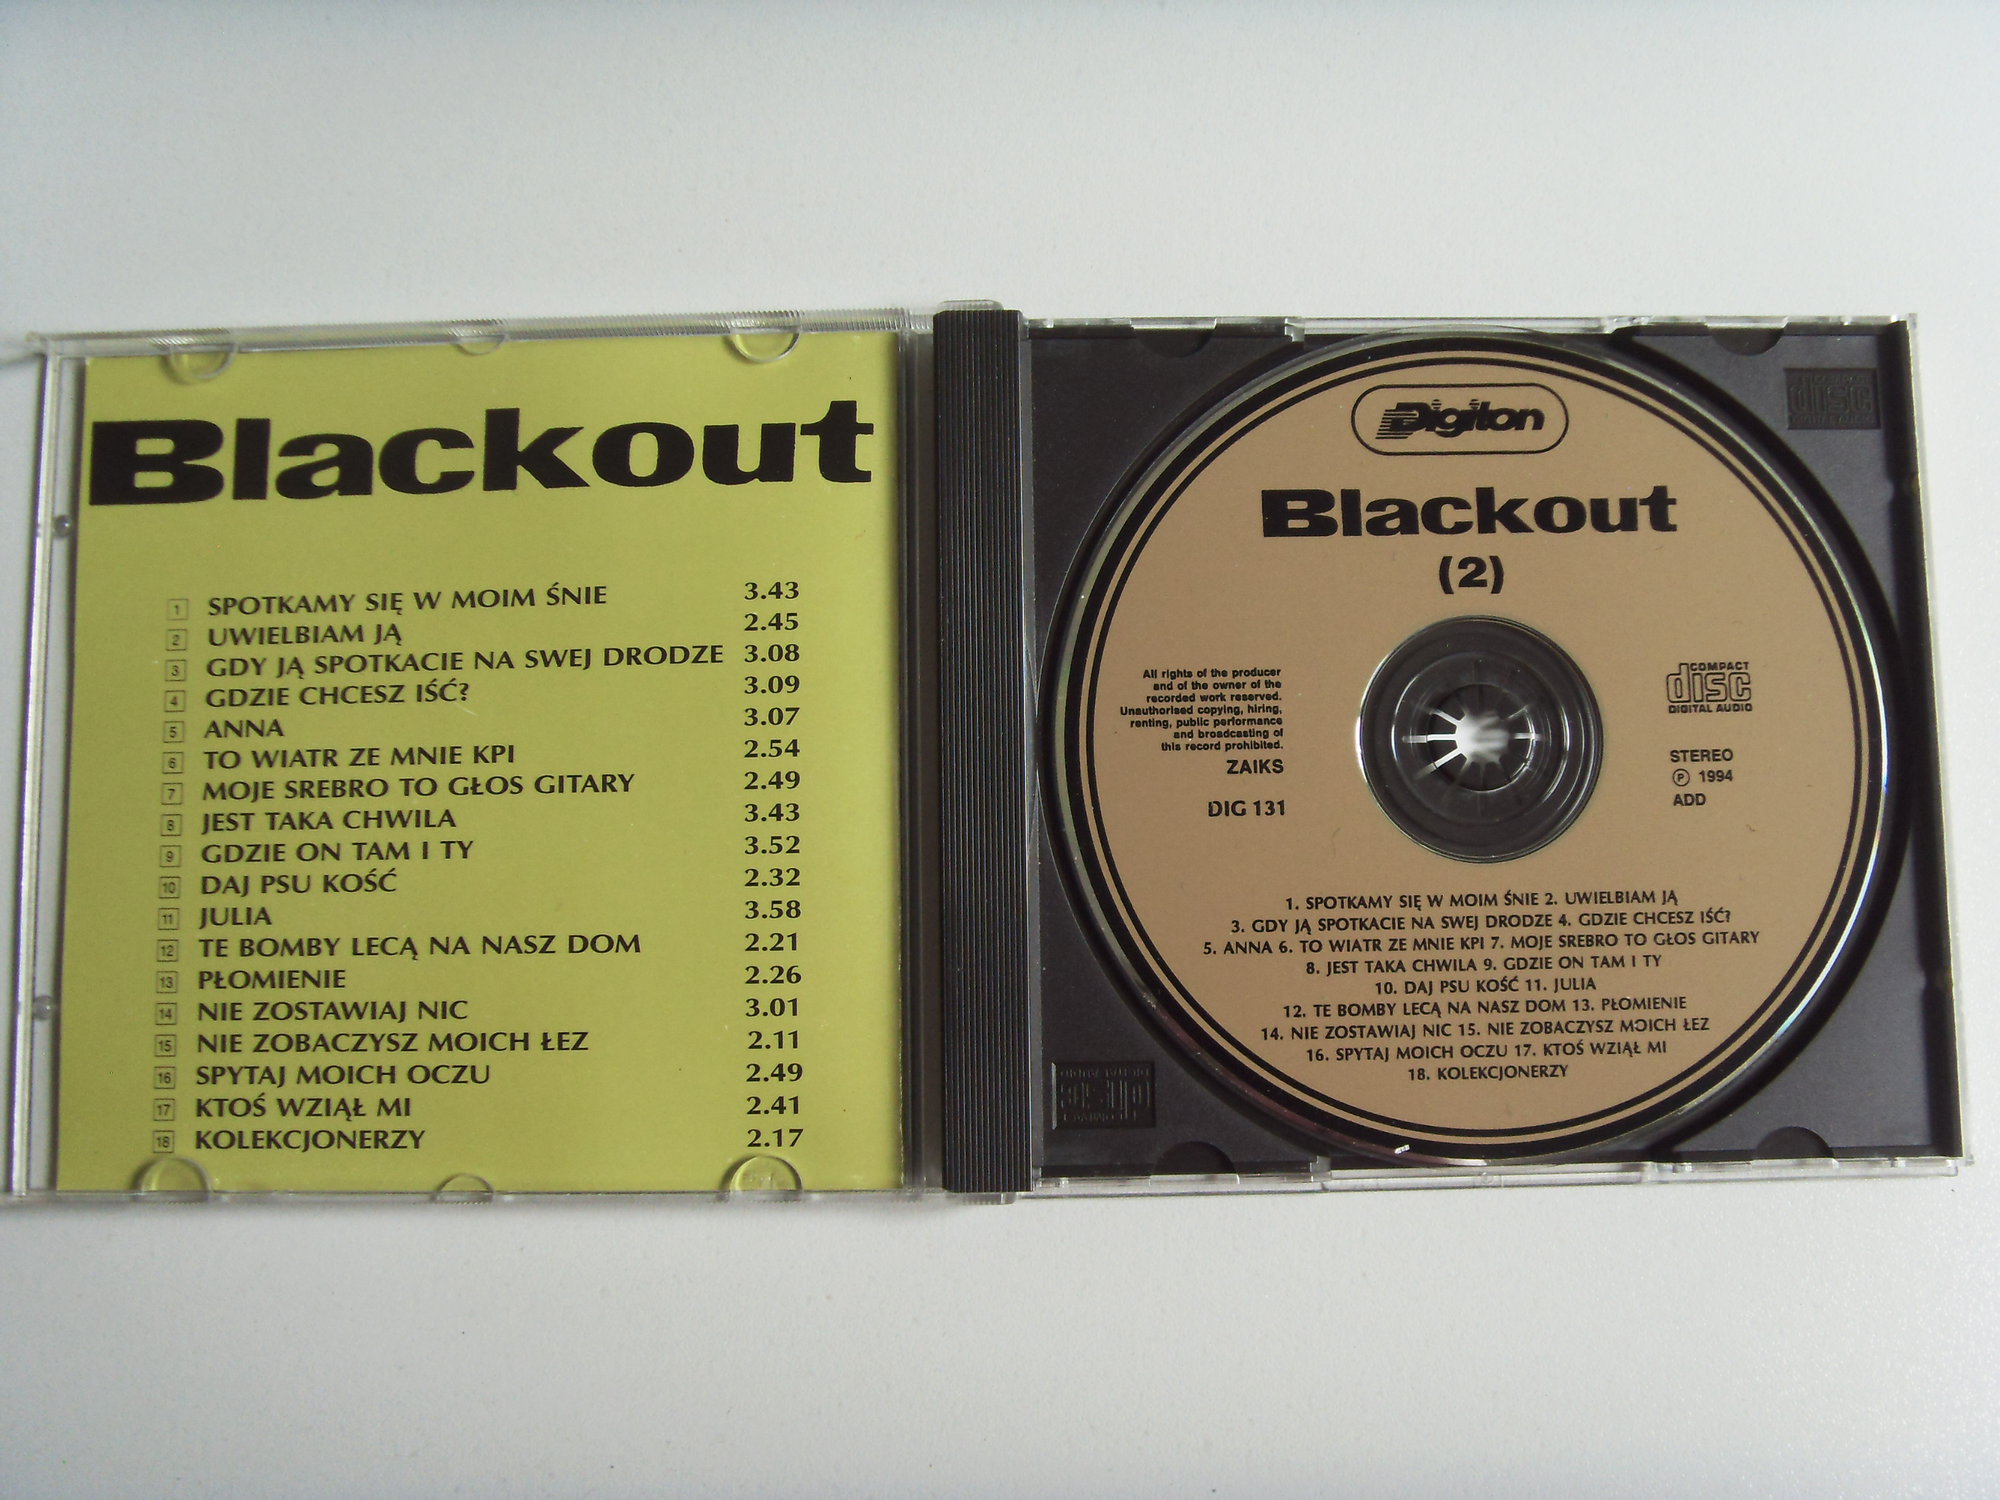 Blackout
1 SPOTKAMY SIĘ W MOIM ŚNIE 3.43
2 UWIELBIAM JĄ 2.45
3 GDY JĄ SPOTKACIE NA SWEJ DRODZE 3.08
4 GDZIE CHCESZ IŚĆ? 3.09
5 ANNA 3.07
6 TO WIATR ZE MNIE KPI 2.54
7 MOJE SREBRO TO GŁOS GITARY 2.49
8 JEST TAKA CHWILA 3.43
9 GDZIE ON TAM I TY 3.52
10 DAJ PSU KOŚĆ 2.32
11 JULIA 3.58
12 TE BOMBY LECĄ NA NASZ DOM 2.21
13 PŁOMIENIE 2.26
14 NIE ZOSTAWIAJ NIC 3.01
15 NIE ZOBACZYSZ MOICH ŁEZ 2.11
16 SPYTAJ MOICH OCZU 2.49
17 KTOŚ WZIĄŁ MI 2.41
18 KOLEKCJONERZY 2.17
Digiton
Blackout
(2)
All rights of the producer
and of the owner of the
recorded work reserved.
Unauthorised copying, hiring,
renting, public performance
and broadcasting of
this record prohibited.
ZAIKS
DIG 131
COMPACT
disc
DIGITAL AUDIO
STEREO
Ⓟ 1994
ADD
1. SPOTKAMY SIĘ W MOIM ŚNIE 2. UWIELBIAM JĄ
3. GDY JĄ SPOTKACIE NA SWEJ DRODZE 4. GDZIE CHCESZ IŚĆ?
5. ANNA 6. TO WIATR ZE MNIE KPI 7. MOJE SREBRO TO GŁOS GITARY
8. JEST TAKA CHWILA 9. GDZIE ON TAM I TY
10. DAJ PSU KOŚĆ 11. JULIA
12. TE BOMBY LECĄ NA NASZ DOM 13. PŁOMIENIE
14. NIE ZOSTAWIAJ NIC 15. NIE ZOBACZYSZ MOICH ŁEZ
16. SPYTAJ MOICH OCZU 17. KTOŚ WZIĄŁ MI
18. KOLEKCJONERZY
disc
disc